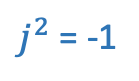 j² = -1